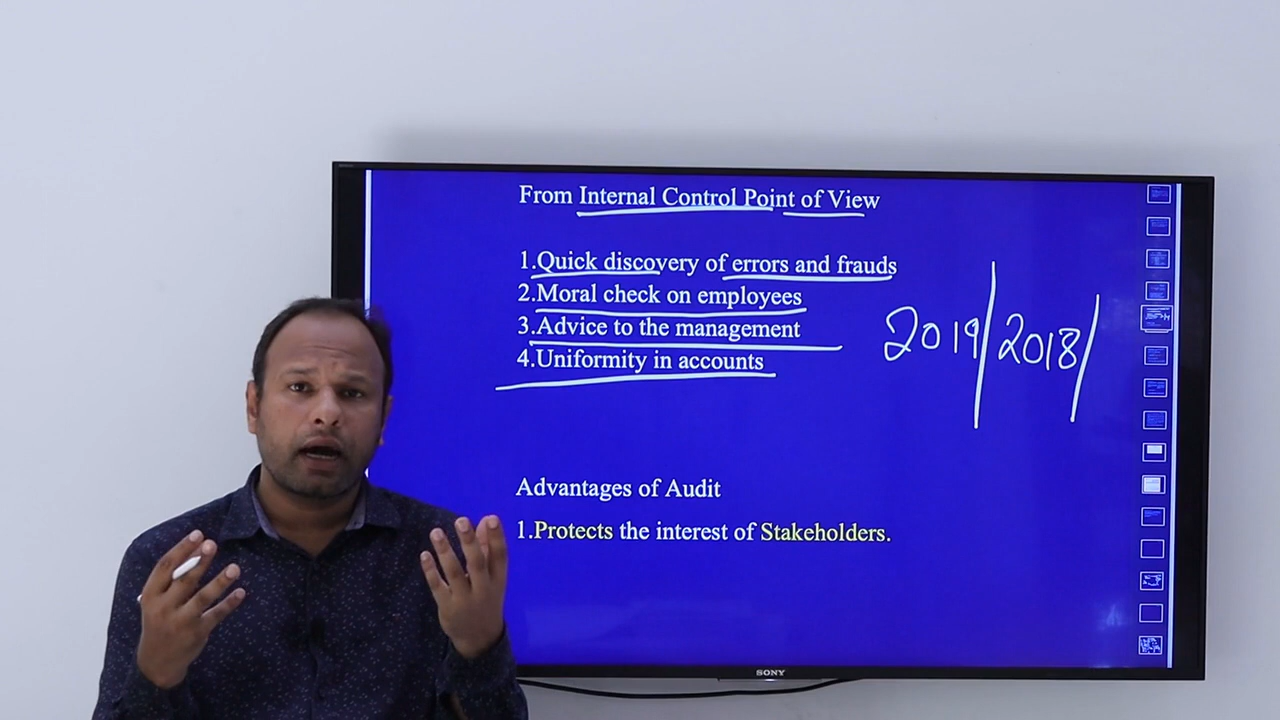 From Internal Control Point of View
1.Quick discovery of errors and frauds
2.Moral check on employees
3.Advice to the management
4.Uniformity in accounts
2019 2018
Advantages of Audit
1.Protects the interest of Stakeholders.
SONY